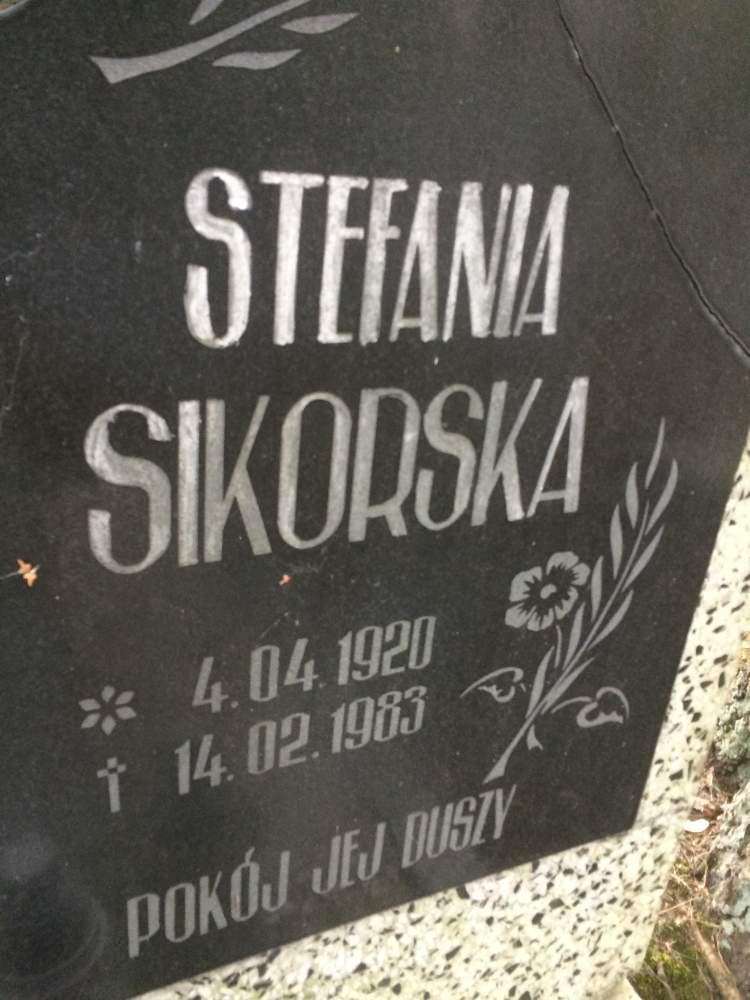 STEFANIA
SIKORSKA
4.04.1920
14.02.1983
POKÓJ JEJ DUSZY